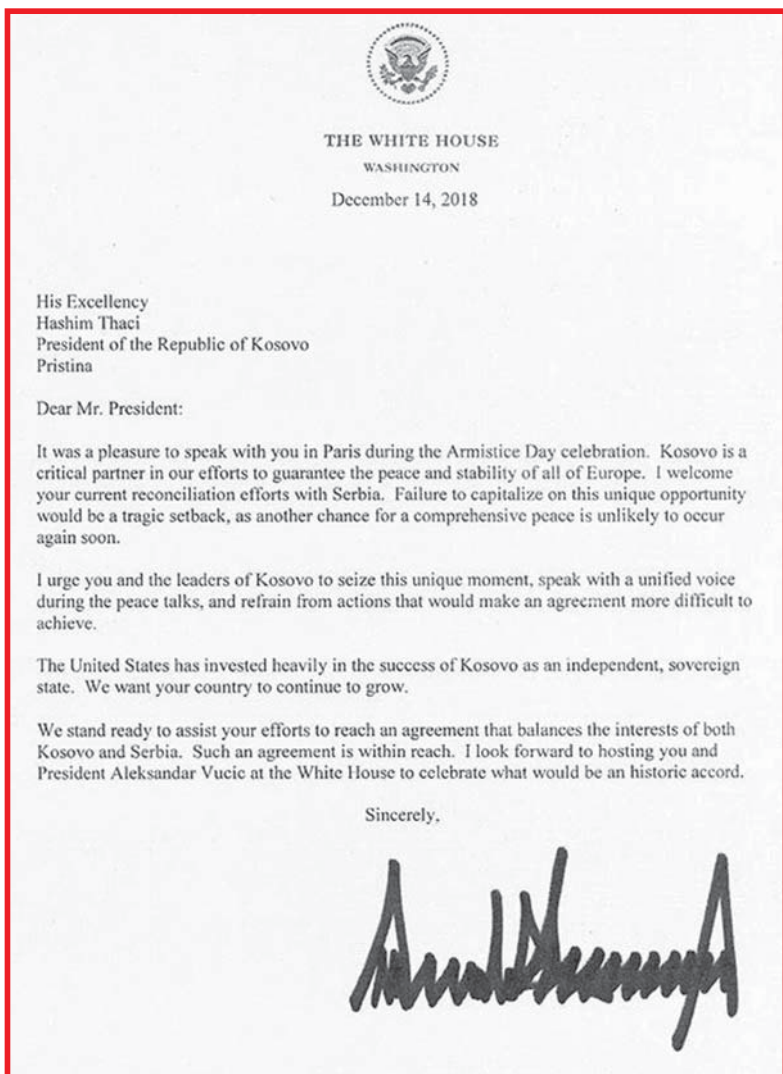 THE WHITE HOUSE
WASHINGTON
December 14, 2018
His Excellency
Hashim Thaci
President of the Republic of Kosovo
Pristina
Dear Mr. President:
It was a pleasure to speak with you in Paris during the Armistice Day celebration. Kosovo is a
critical partner in our efforts to guarantee the peace and stability of all of Europe. I welcome
your current reconciliation efforts with Serbia. Failure to capitalize on this unique opportunity
would be a tragic setback, as another chance for a comprehensive peace is unlikely to occur
again soon.
I urge you and the leaders of Kosovo to seize this unique moment, speak with a unified voice
during the peace talks, and refrain from actions that would make an agreement more difficult to
achieve.
The United States has invested heavily in the success of Kosovo as an independent, sovereign
state. We want your country to continue to grow.
We stand ready to assist your efforts to reach an agreement that balances the interests of both
Kosovo and Serbia. Such an agreement is within reach. I look forward to hosting you and
President Aleksandar Vucic at the White House to celebrate what would be an historic accord.
Sincerely,